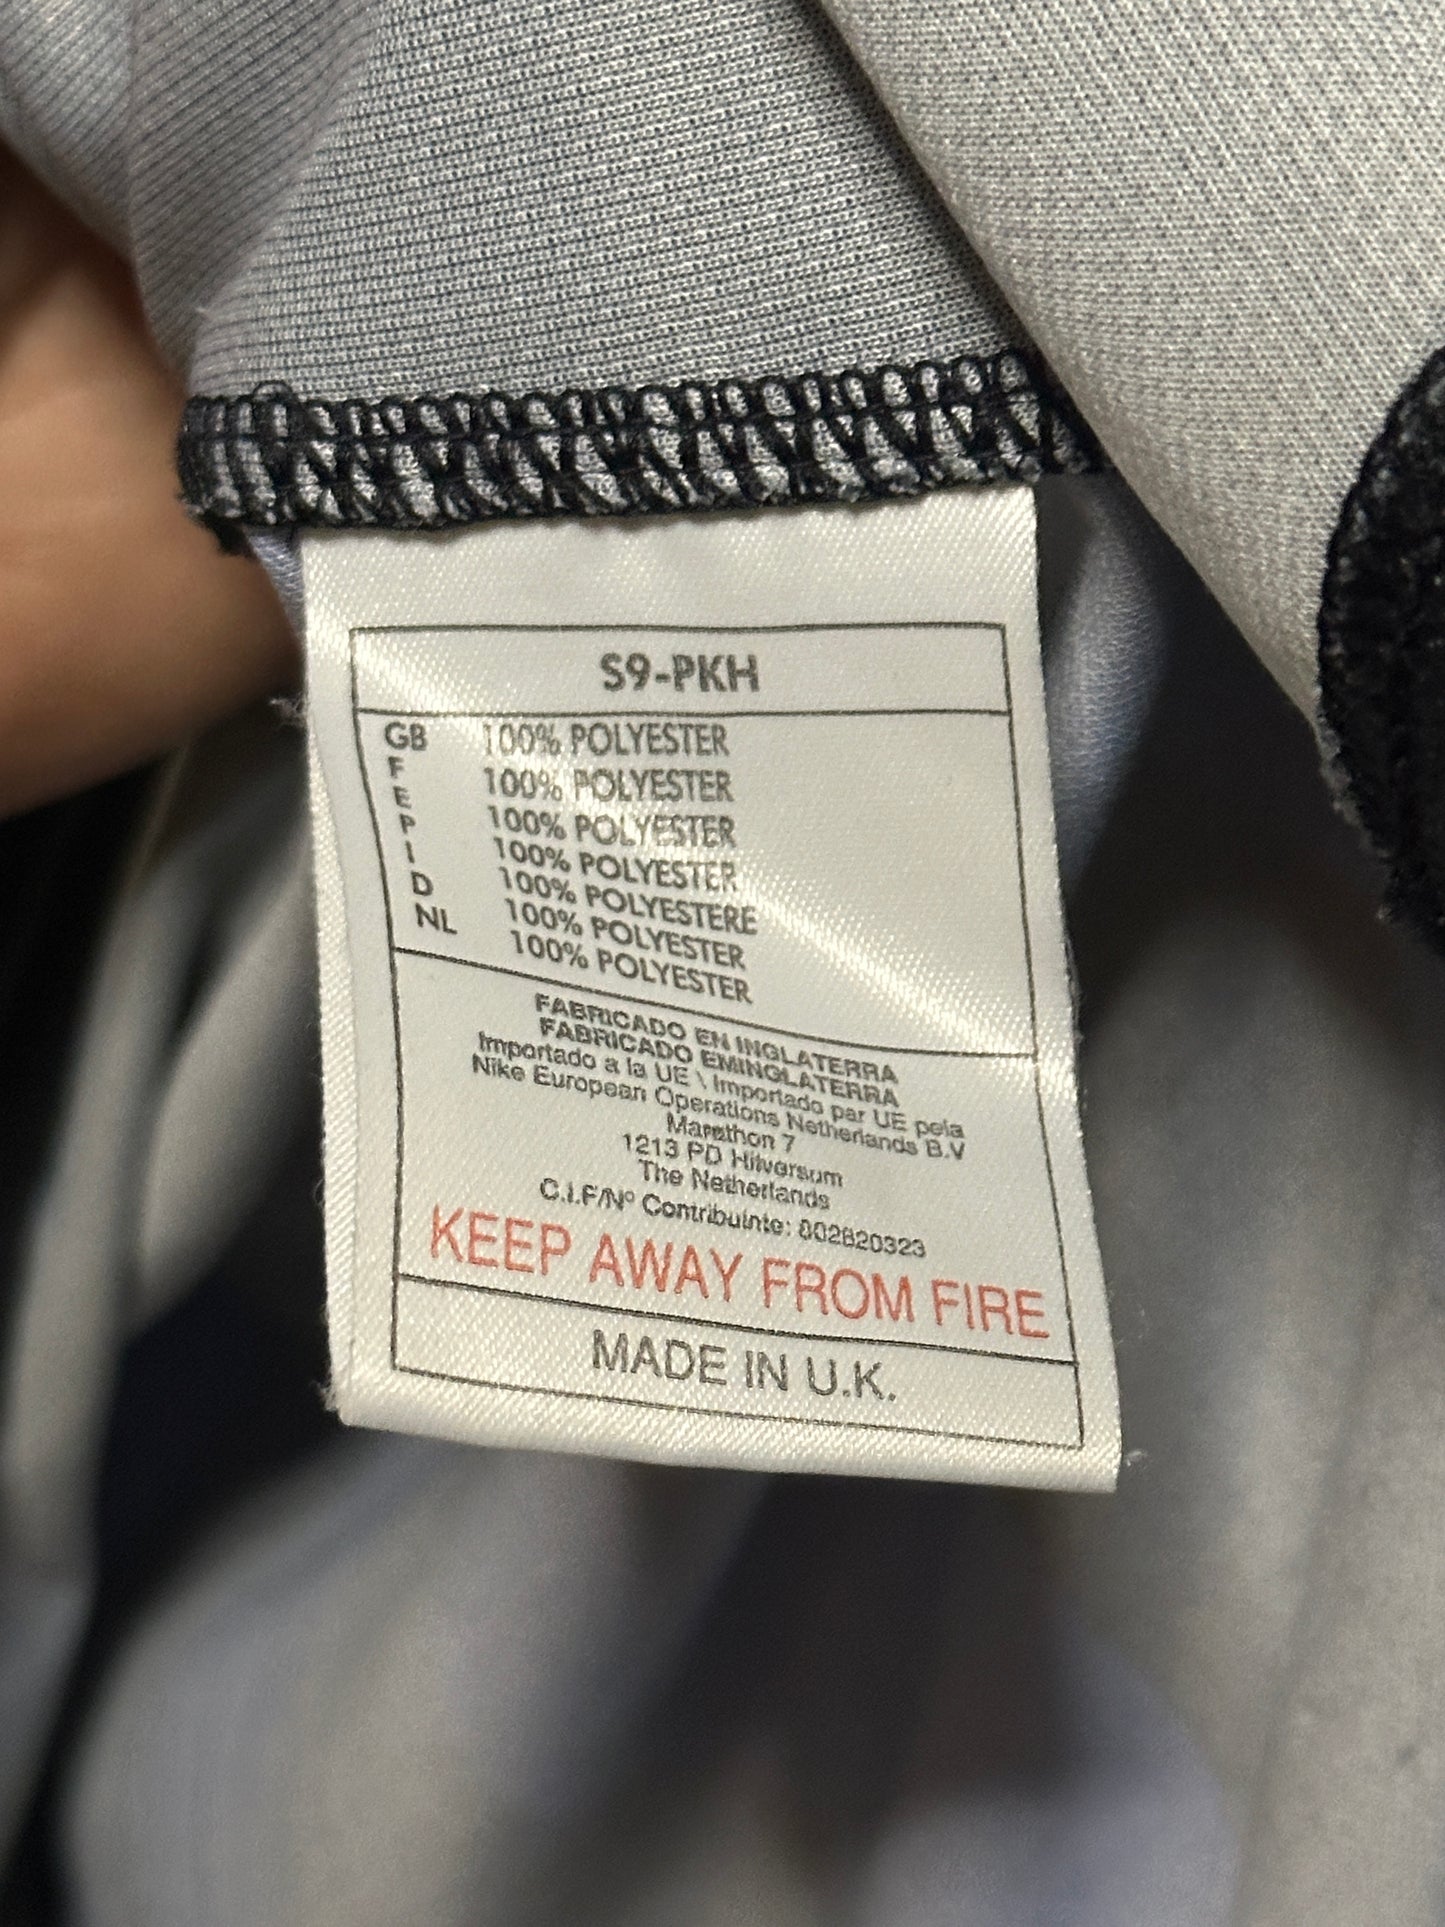 S9-PKH
GB 100% POLYESTER
F 100% POLYESTER
E 100% POLYESTER
P 100% POLYESTER
I 100% POLYESTERE
D 100% POLYESTER
NL 100% POLYESTER
FABRICADO EN INGLATERRA
FABRICADO EMINGLATERRA
Importado a la UE \ Importado par UE pela
Nike European Operations Netherlands B.V
Marathon 7
1213 PD Hilversum
The Netherlands
C.I.F/Nº Contribuinte: 802820323
KEEP AWAY FROM FIRE
MADE IN U.K.